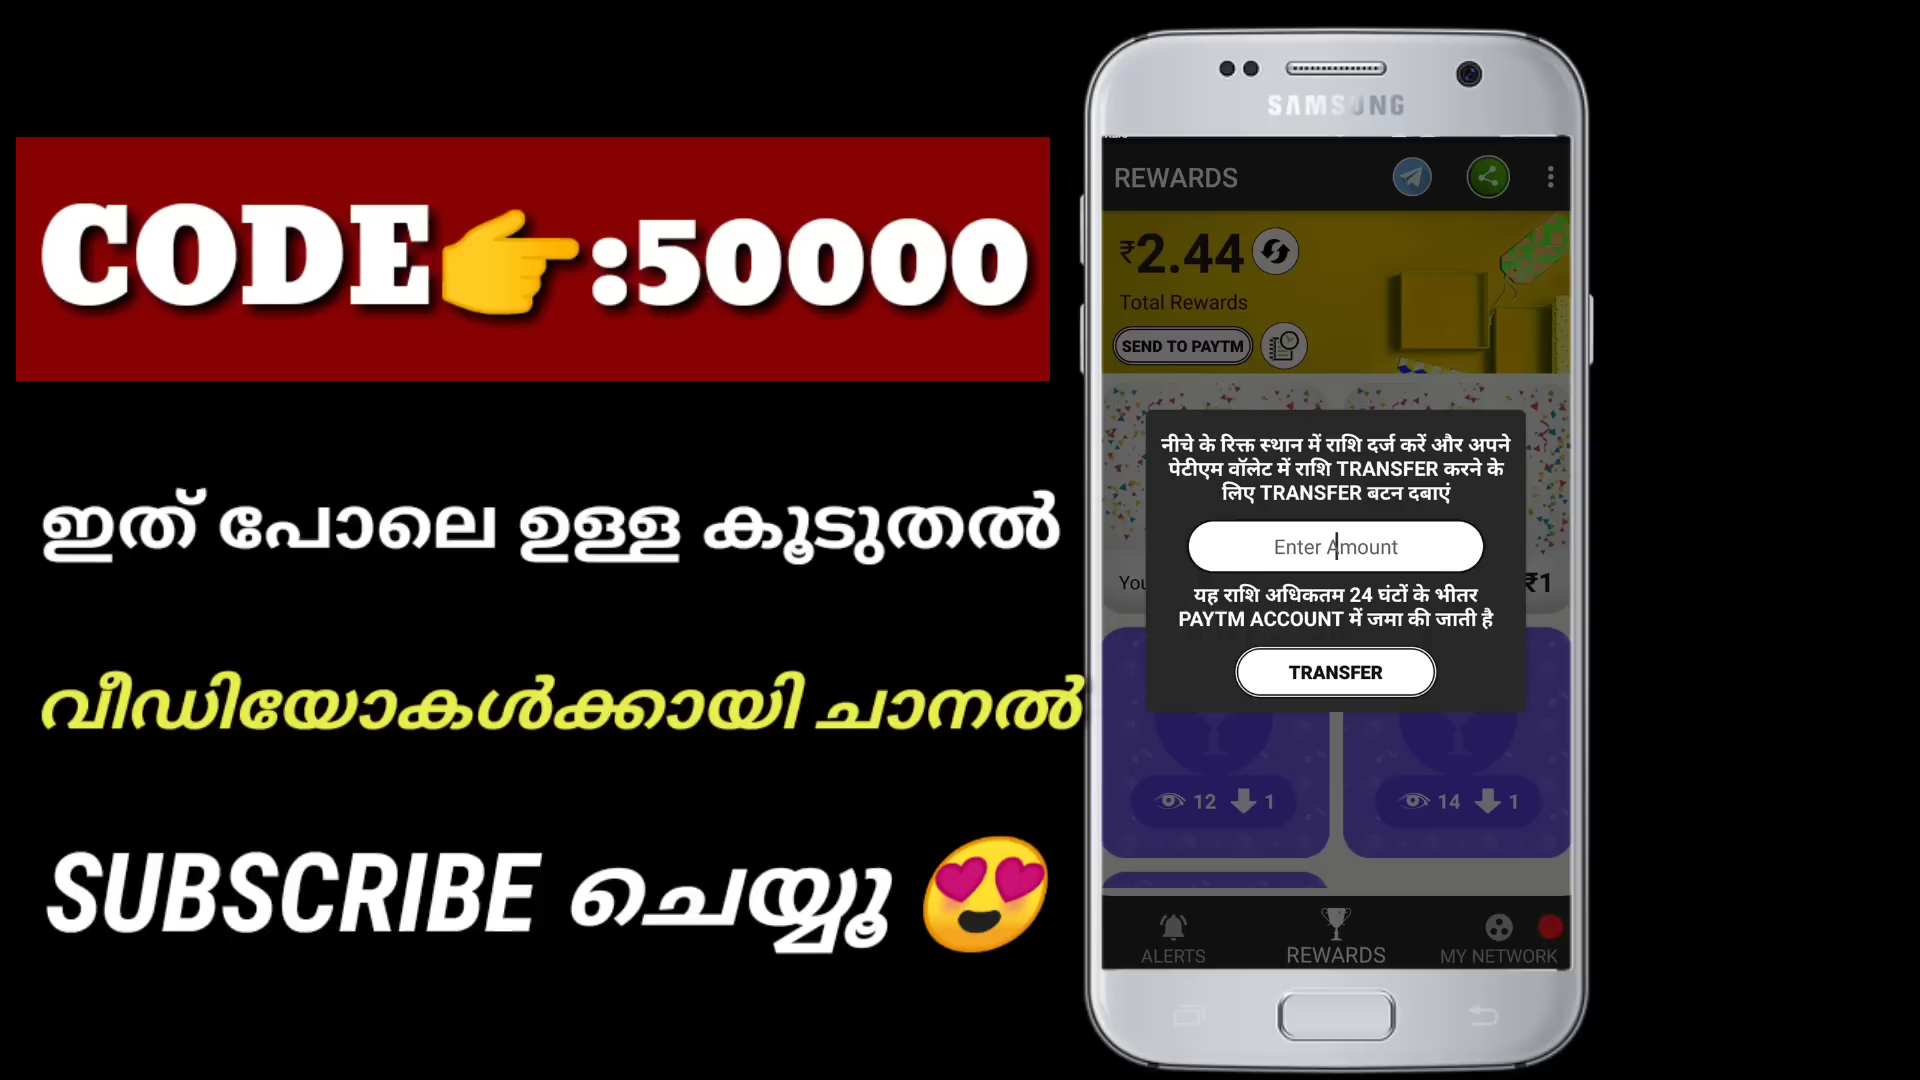 CODE👉:50000
ഇത് പോലെ ഉള്ള കൂടുതൽ
വീഡിയോകൾക്കായി ചാനൽ
SUBSCRIBE ചെയ്യൂ 😍
SAMSUNG
REWARDS
₹2.44
Total Rewards
SEND TO PAYTM
नीचे के रिक्त स्थान में राशि दर्ज करें और अपने
पेटीएम वॉलेट में राशि TRANSFER करने के
लिए TRANSFER बटन दबाएं
Enter Amount
You
₹1
यह राशि अधिकतम 24 घंटों के भीतर
PAYTM ACCOUNT में जमा की जाती है
TRANSFER
12 1
14 1
ALERTS
REWARDS
MY NETWORK